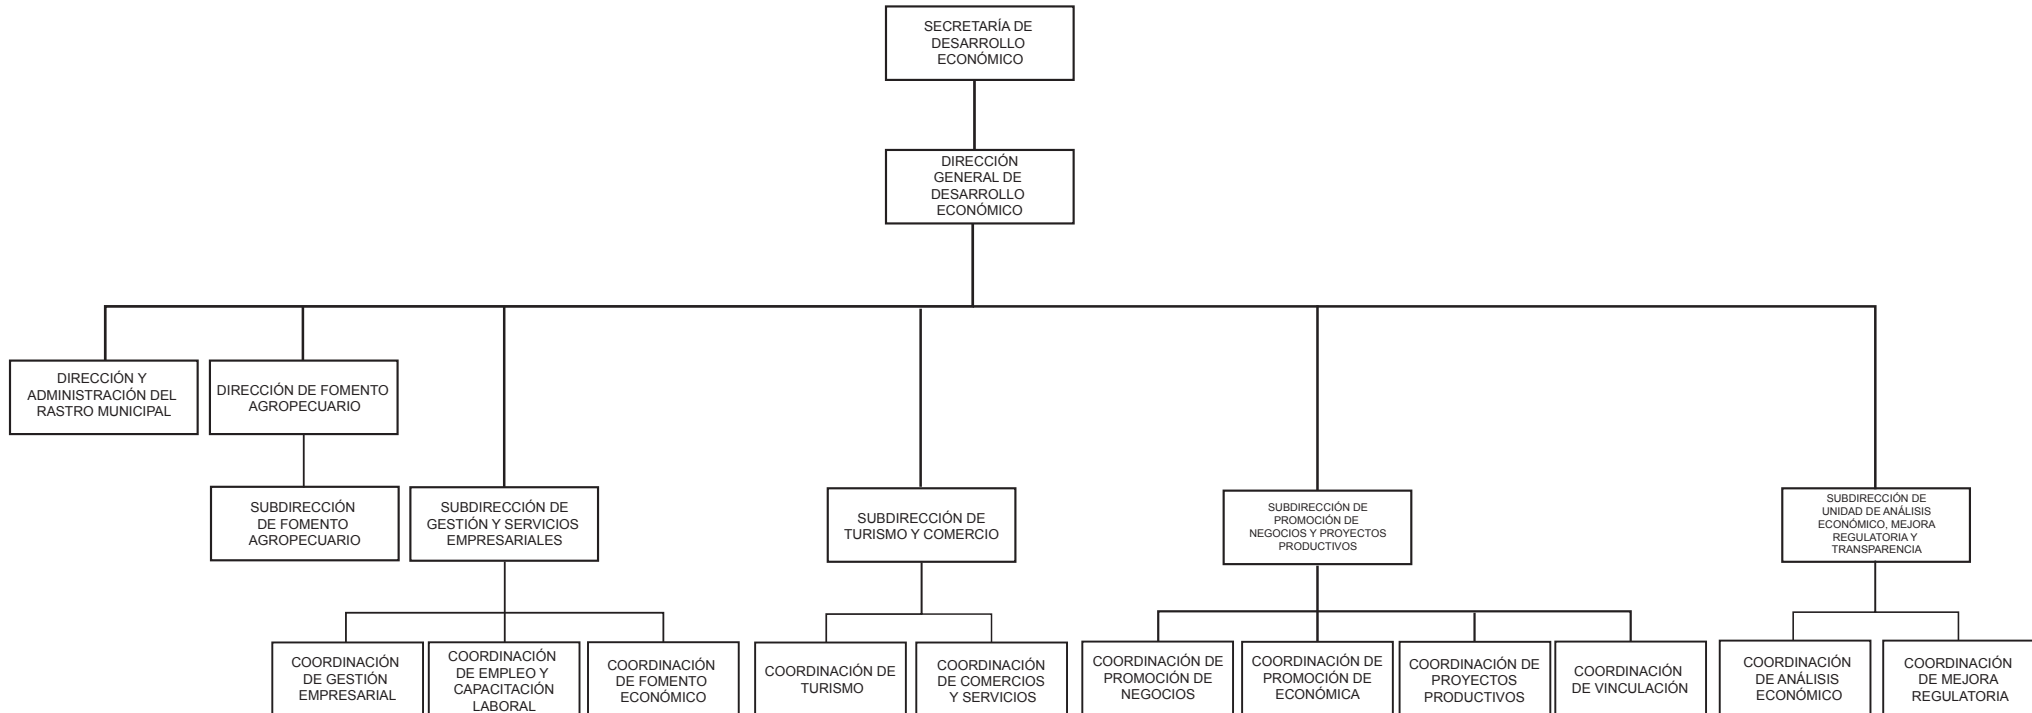 SECRETARÍA DE
DESARROLLO
ECONÓMICO
DIRECCIÓN
GENERAL DE
DESARROLLO
ECONÓMICO
DIRECCIÓN Y
ADMINISTRACIÓN DEL
RASTRO MUNICIPAL
DIRECCIÓN DE FOMENTO
AGROPECUARIO
SUBDIRECCIÓN
DE FOMENTO
AGROPECUARIO
SUBDIRECCIÓN DE
GESTIÓN Y SERVICIOS
EMPRESARIALES
SUBDIRECCIÓN DE
TURISMO Y COMERCIO
SUBDIRECCIÓN DE
PROMOCIÓN DE
NEGOCIOS Y PROYECTOS
PRODUCTIVOS
SUBDIRECCIÓN DE
UNIDAD DE ANÁLISIS
ECONÓMICO, MEJORA
REGULATORIA Y
TRANSPARENCIA
COORDINACIÓN
DE GESTIÓN
EMPRESARIAL
COORDINACIÓN
DE EMPLEO Y
CAPACITACIÓN
LABORAL
COORDINACIÓN
DE FOMENTO
ECONÓMICO
COORDINACIÓN DE
TURISMO
COORDINACIÓN
DE COMERCIOS
Y SERVICIOS
COORDINACIÓN DE
PROMOCIÓN DE
NEGOCIOS
COORDINACIÓN DE
PROMOCIÓN DE
ECONÓMICA
COORDINACIÓN DE
PROYECTOS
PRODUCTIVOS
COORDINACIÓN
DE VINCULACIÓN
COORDINACIÓN
DE ANÁLISIS
ECONÓMICO
COORDINACIÓN
DE MEJORA
REGULATORIA